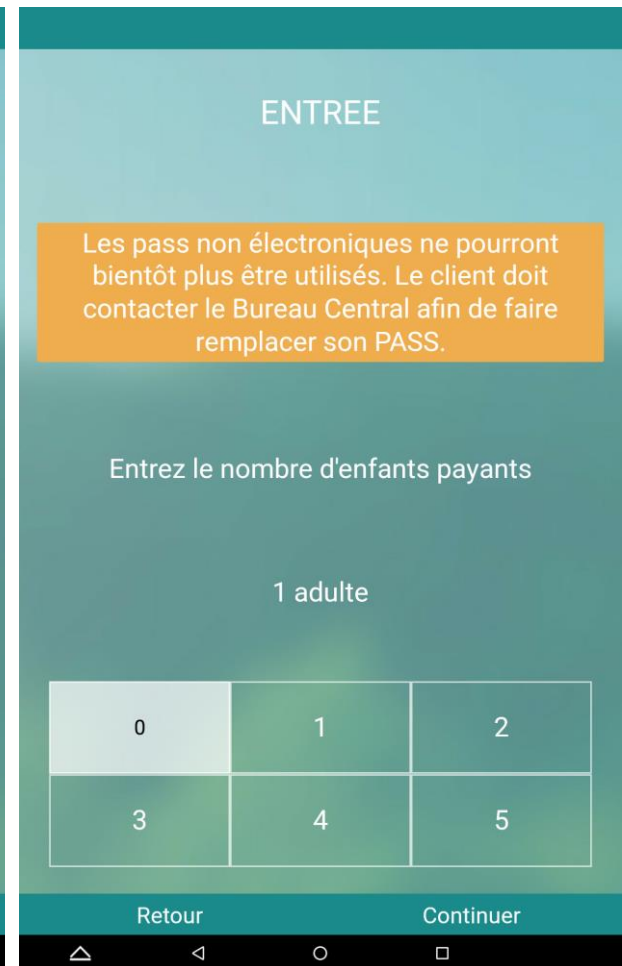 ENTREE
Les pass non électroniques ne pourront
bientôt plus être utilisés. Le client doit
contacter le Bureau Central afin de faire
remplacer son PASS.
Entrez le nombre d'enfants payants
1 adulte
0 1 2
3 4 5
Retour Continuer